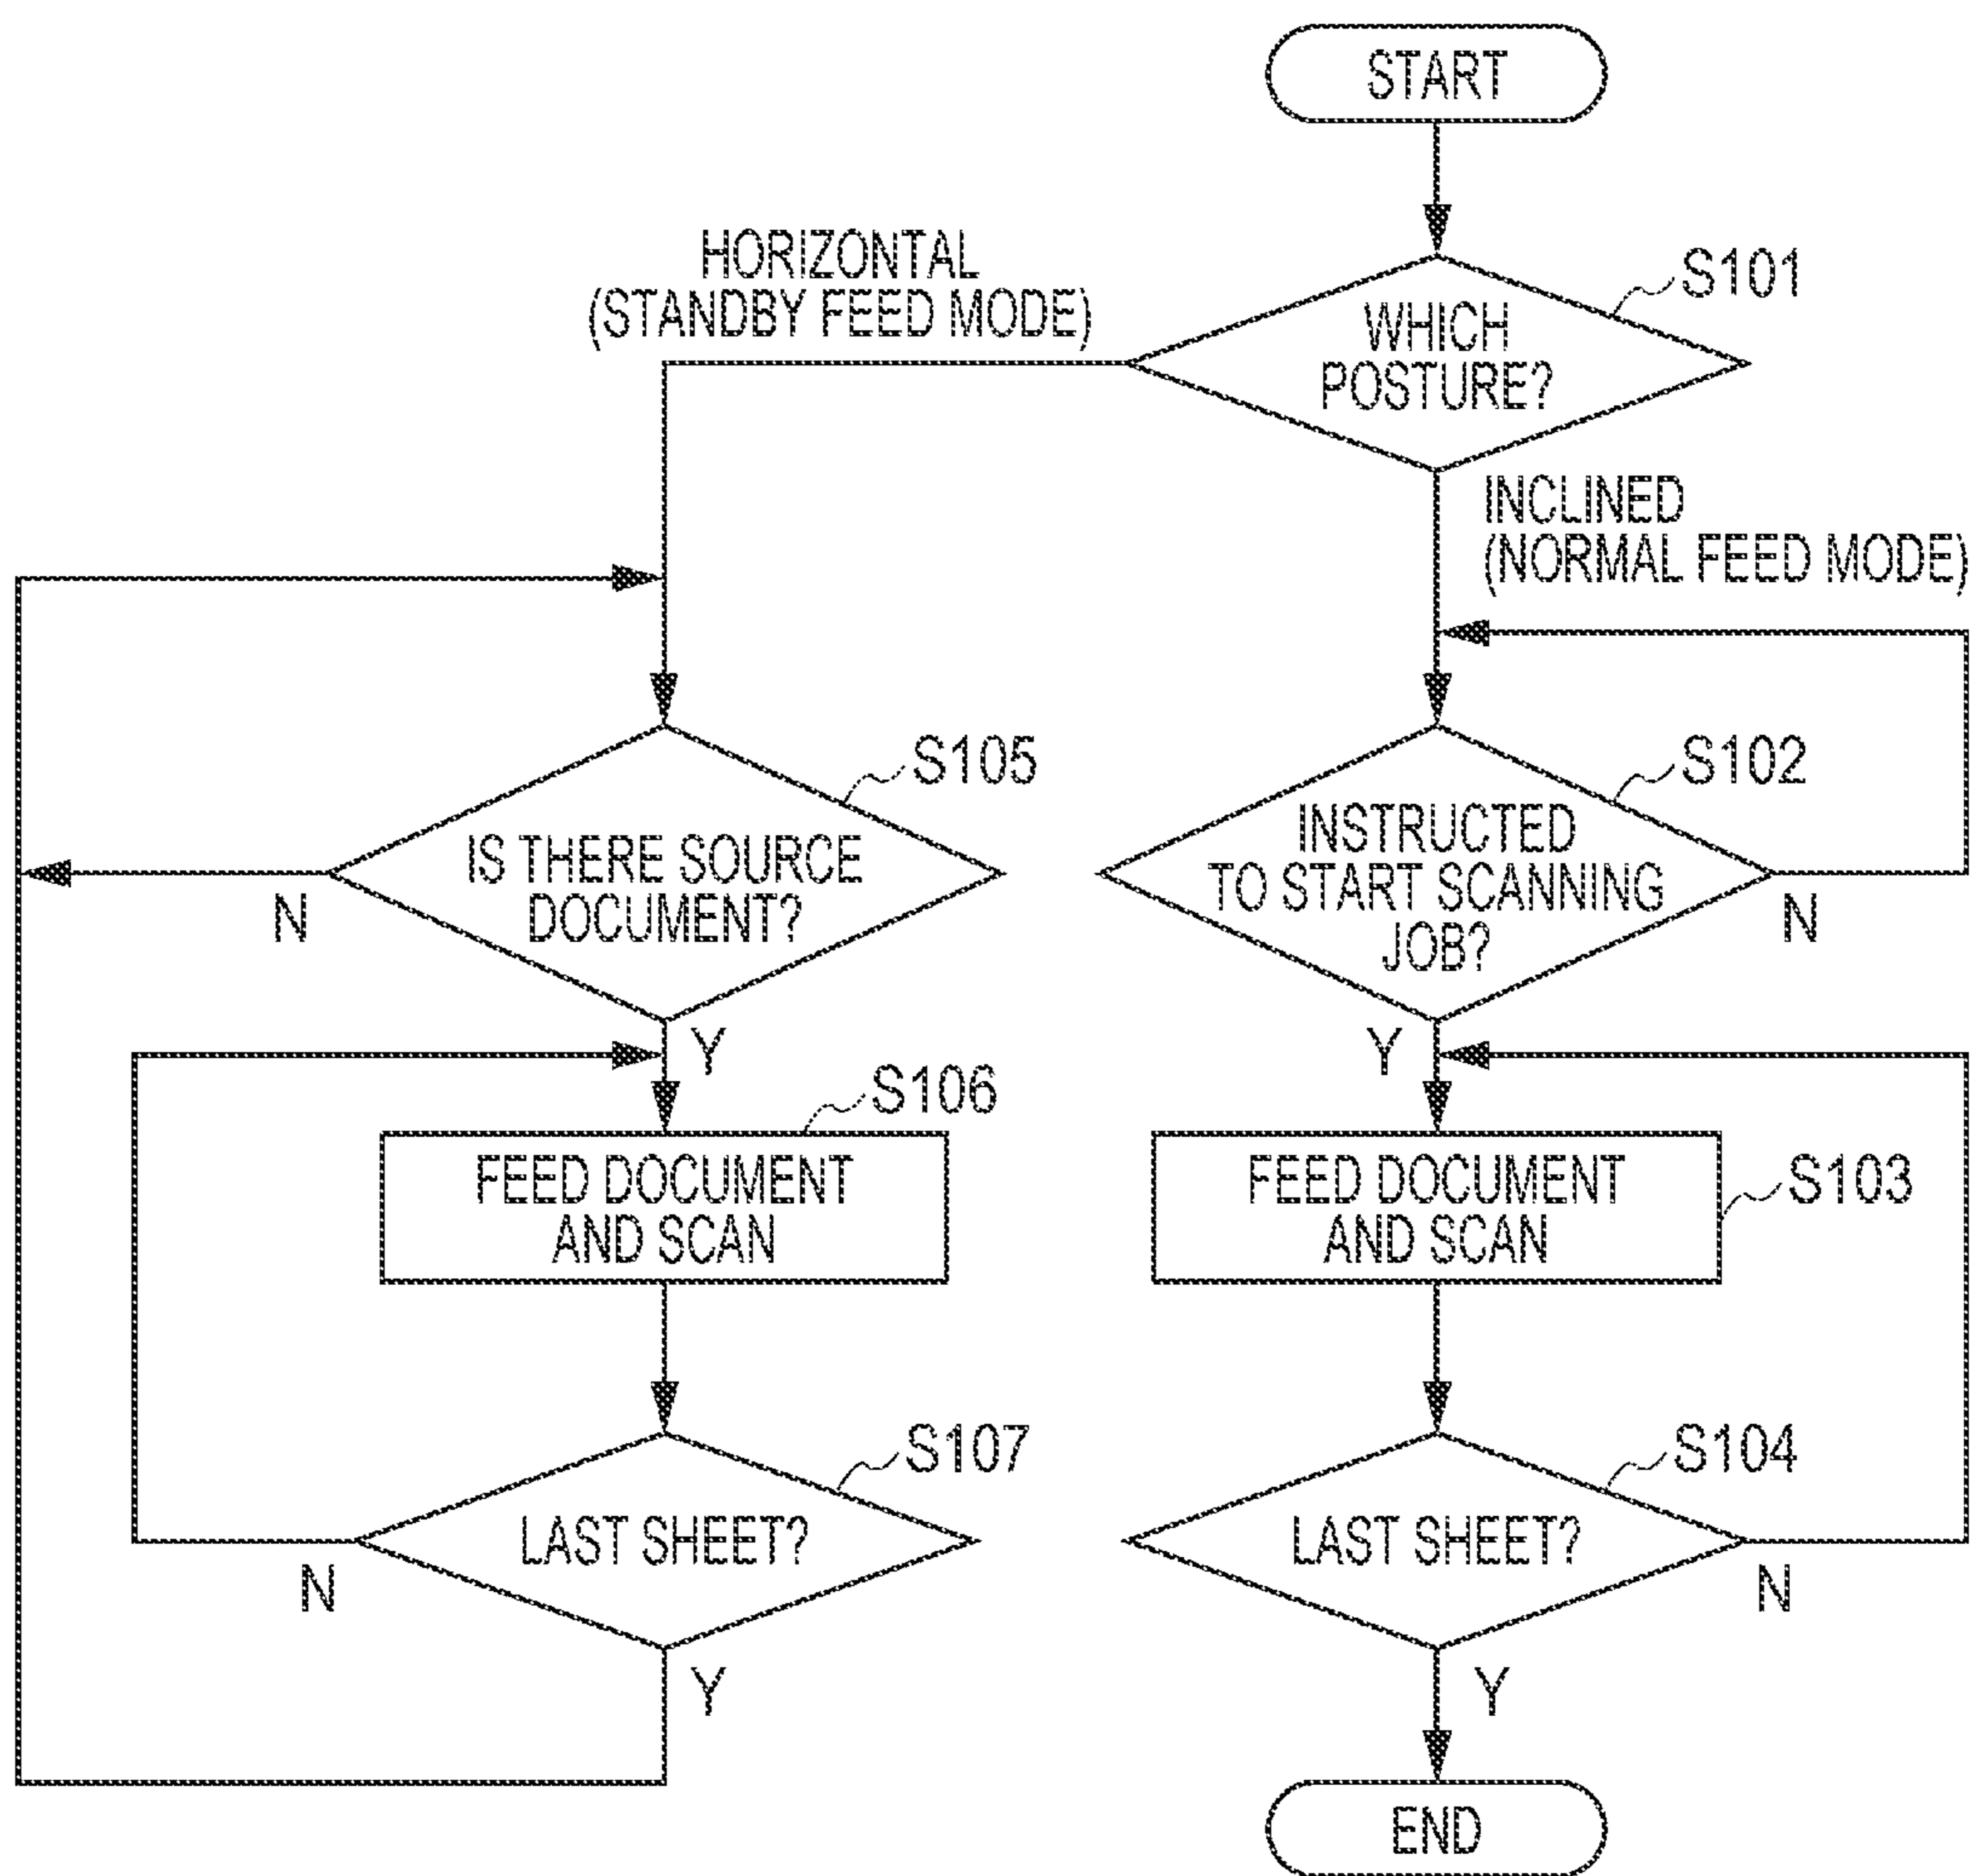 START
HORIZONTAL
(STANDBY FEED MODE)
S101
WHICH
POSTURE?
INCLINED
(NORMAL FEED MODE)
S105
IS THERE SOURCE
DOCUMENT?
N
Y
S102
INSTRUCTED
TO START SCANNING
JOB?
N
Y
S106
FEED DOCUMENT
AND SCAN
S103
FEED DOCUMENT
AND SCAN
S107
LAST SHEET?
N
Y
S104
LAST SHEET?
N
Y
END